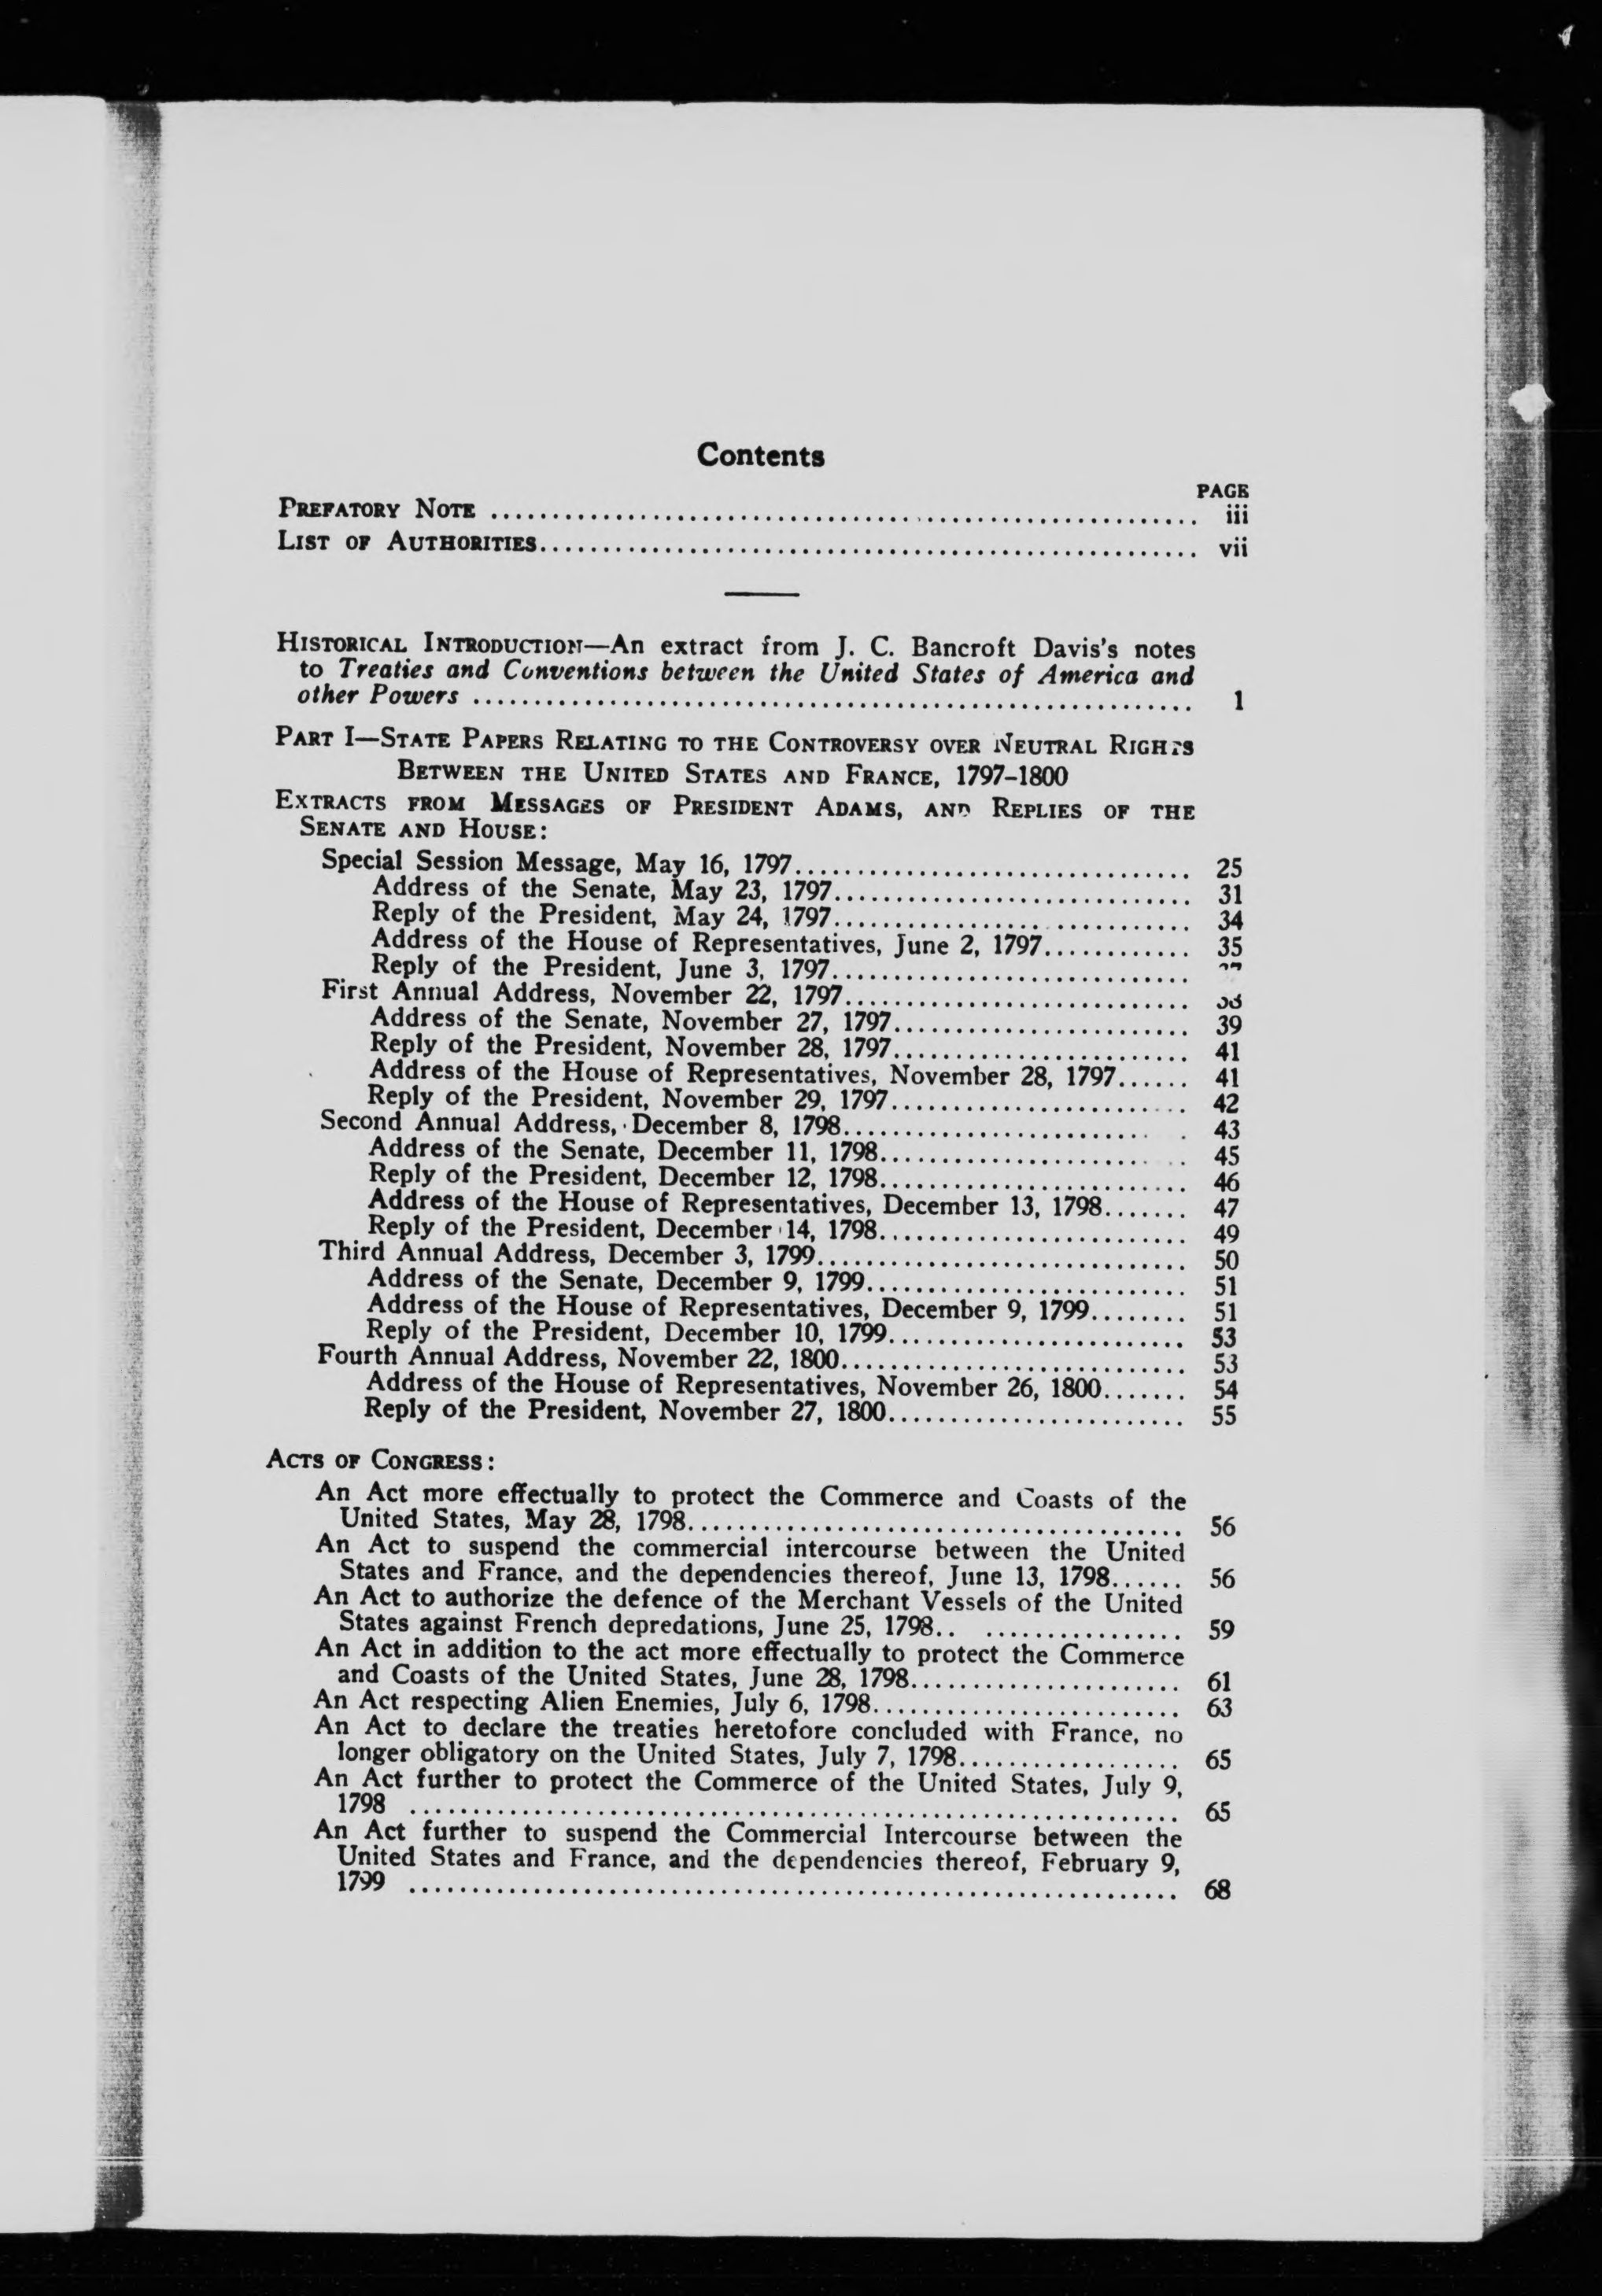 Contents
PAGE
PREFATORY NOTE ........................................................ iii
LIST OF AUTHORITIES.................................................... vii
HISTORICAL INTRODUCTION—An extract from J. C. Bancroft Davis's notes
to Treaties and Conventions between the United States of America and
other Powers ........................................................ 1
PART I—STATE PAPERS RELATING TO THE CONTROVERSY OVER NEUTRAL RIGHTS
BETWEEN THE UNITED STATES AND FRANCE, 1797-1800
EXTRACTS FROM MESSAGES OF PRESIDENT ADAMS, AND REPLIES OF THE
SENATE AND HOUSE:
Special Session Message, May 16, 1797................................ 25
Address of the Senate, May 23, 1797............................. 31
Reply of the President, May 24, 1797............................. 34
Address of the House of Representatives, June 2, 1797............ 35
Reply of the President, June 3, 1797.............................
First Annual Address, November 22, 1797............................ 38
Address of the Senate, November 27, 1797........................ 39
Reply of the President, November 28, 1797........................ 41
Address of the House of Representatives, November 28, 1797...... 41
Reply of the President, November 29, 1797........................ 42
Second Annual Address, December 8, 1798............................ 43
Address of the Senate, December 11, 1798......................... 45
Reply of the President, December 12, 1798......................... 46
Address of the House of Representatives, December 13, 1798....... 47
Reply of the President, December 14, 1798......................... 49
Third Annual Address, December 3, 1799.............................. 50
Address of the Senate, December 9, 1799.......................... 51
Address of the House of Representatives, December 9, 1799........ 51
Reply of the President, December 10, 1799........................ 53
Fourth Annual Address, November 22, 1800............................ 53
Address of the House of Representatives, November 26, 1800....... 54
Reply of the President, November 27, 1800........................ 55
ACTS OF CONGRESS:
An Act more effectually to protect the Commerce and Coasts of the
United States, May 28, 1798........................................ 56
An Act to suspend the commercial intercourse between the United
States and France, and the dependencies thereof, June 13, 1798...... 56
An Act to authorize the defence of the Merchant Vessels of the United
States against French depredations, June 25, 1798.. ................ 59
An Act in addition to the act more effectually to protect the Commerce
and Coasts of the United States, June 28, 1798...................... 61
An Act respecting Alien Enemies, July 6, 1798......................... 63
An Act to declare the treaties heretofore concluded with France, no
longer obligatory on the United States, July 7, 1798.................. 65
An Act further to protect the Commerce of the United States, July 9,
1798 .............................................................. 65
An Act further to suspend the Commercial Intercourse between the
United States and France, and the dependencies thereof, February 9,
1799 .............................................................. 68